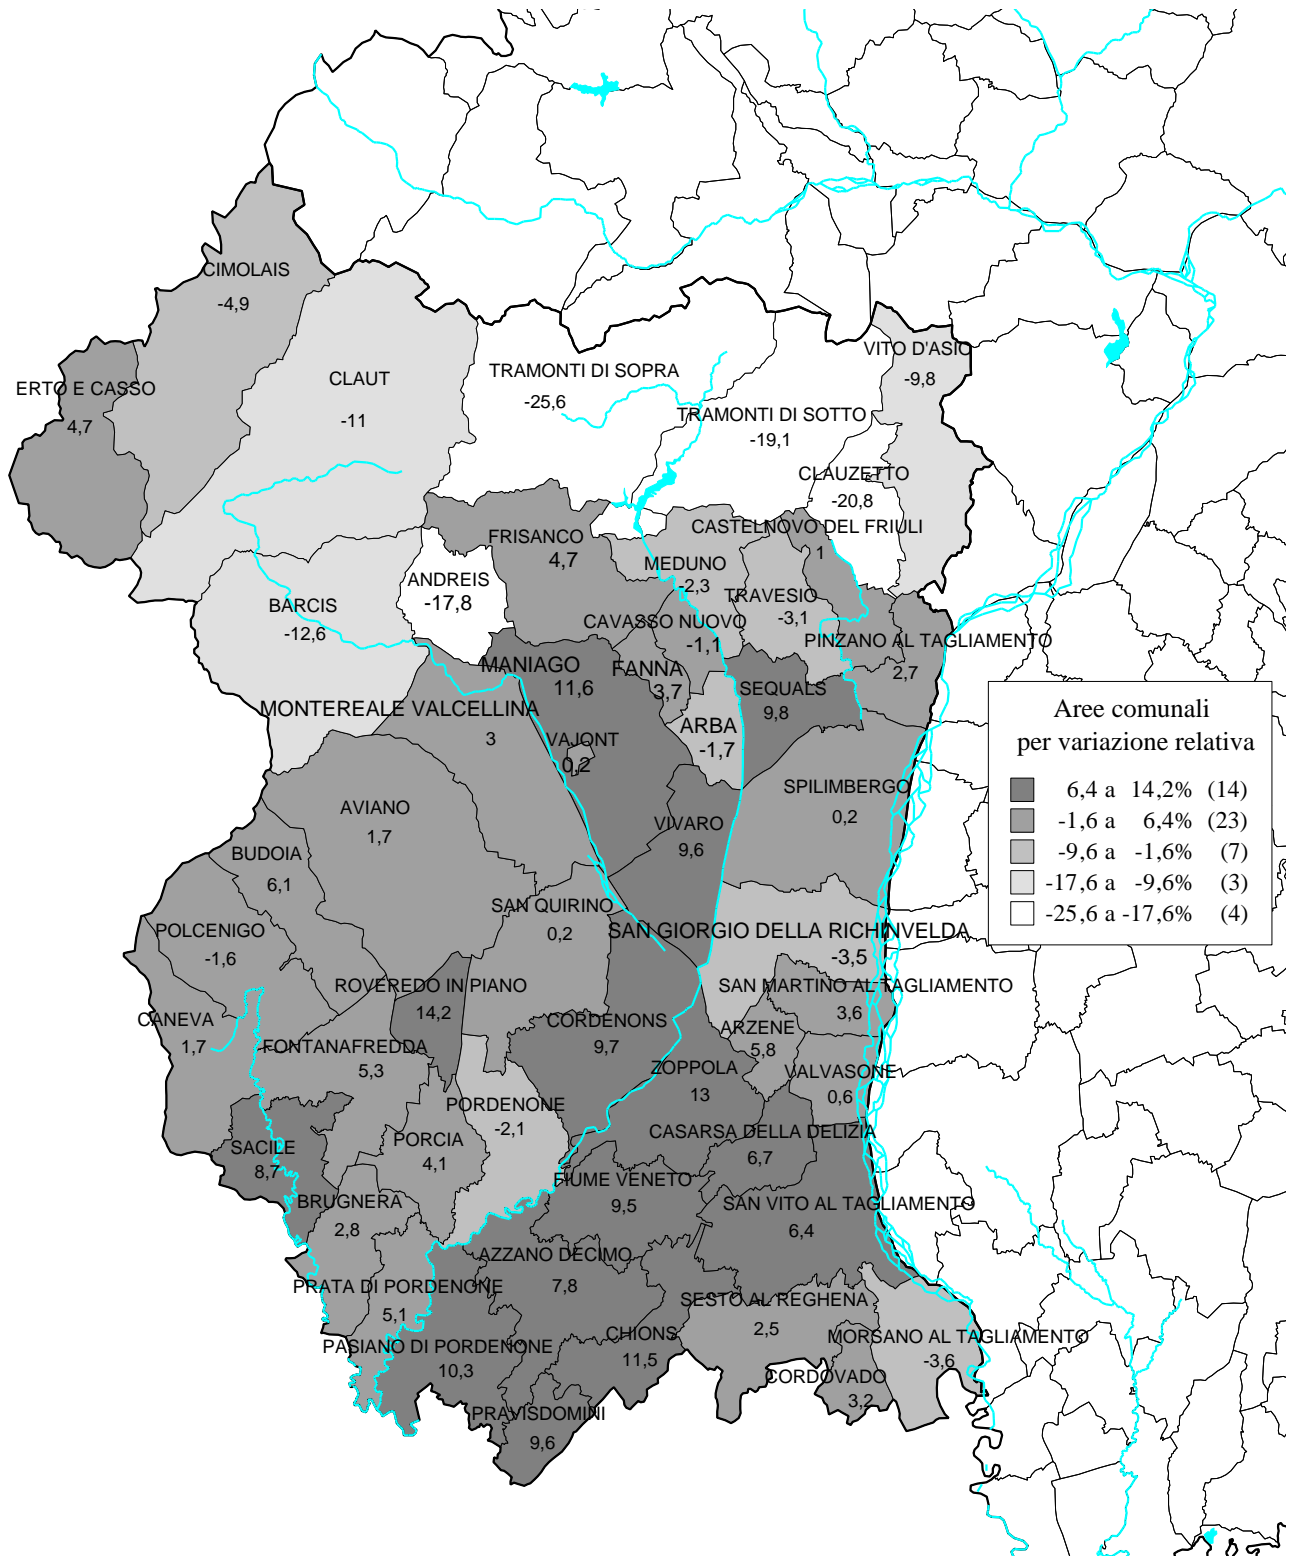 CIMOLAIS
-4,9
VITO D'ASIO
-9,8
ERTO E CASSO
4,7
CLAUT
-11
TRAMONTI DI SOPRA
-25,6
TRAMONTI DI SOTTO
-19,1
CLAUZETTO
-20,8
CASTELNOVO DEL FRIULI
1
FRISANCO
4,7
MEDUNO
-2,3
ANDREIS
-17,8
BARCIS
-12,6
TRAVESIO
-3,1
CAVASSO NUOVO
-1,1
PINZANO AL TAGLIAMENTO
2,7
MANIAGO
11,6
FANNA
3,7
SEQUALS
9,8
MONTEREALE VALCELLINA
3
ARBA
-1,7
VAJONT
0,2
SPILIMBERGO
0,2
AVIANO
1,7
VIVARO
9,6
BUDOIA
6,1
SAN QUIRINO
0,2
POLCENIGO
-1,6
SAN GIORGIO DELLA RICHINVELDA
-3,5
ROVEREDO IN PIANO
14,2
SAN MARTINO AL TAGLIAMENTO
3,6
CANEVA
1,7
CORDENONS
9,7
ARZENE
5,8
FONTANAFREDDA
5,3
ZOPPOLA
13
VALVASONE
0,6
PORDENONE
-2,1
SACILE
8,7
PORCIA
4,1
CASARSA DELLA DELIZIA
6,7
FIUME VENETO
9,5
BRUGNERA
2,8
SAN VITO AL TAGLIAMENTO
6,4
AZZANO DECIMO
7,8
PRATA DI PORDENONE
5,1
SESTO AL REGHENA
2,5
PASIANO DI PORDENONE
10,3
CHIONS
11,5
MORSANO AL TAGLIAMENTO
-3,6
CORDOVADO
3,2
PRAVISDOMINI
9,6
Aree comunali
per variazione relativa
6,4 a 14,2% (14)
-1,6 a 6,4% (23)
-9,6 a -1,6% (7)
-17,6 a -9,6% (3)
-25,6 a -17,6% (4)